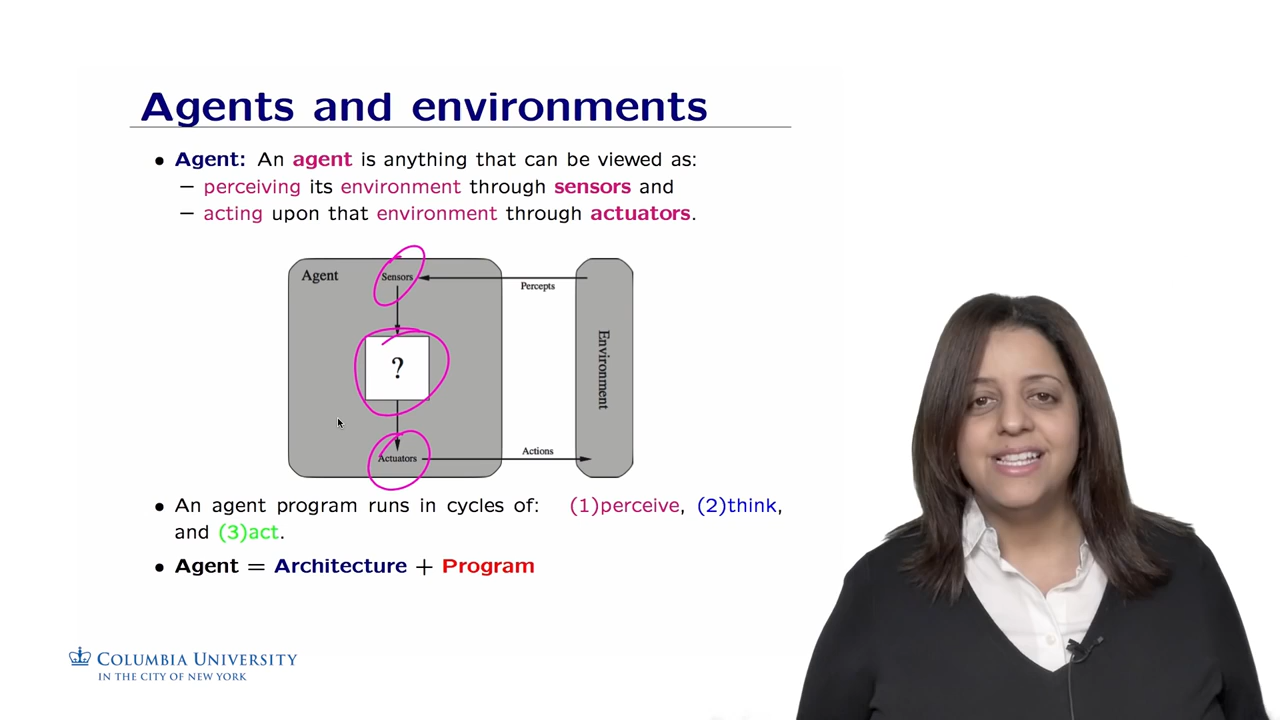 Agents and environments
• Agent: An agent is anything that can be viewed as:
– perceiving its environment through sensors and
– acting upon that environment through actuators.
Agent
Sensors
Percepts
?
Environment
Actuators
Actions
• An agent program runs in cycles of: (1)perceive, (2)think,
and (3)act.
• Agent = Architecture + Program
COLUMBIA UNIVERSITY
IN THE CITY OF NEW YORK